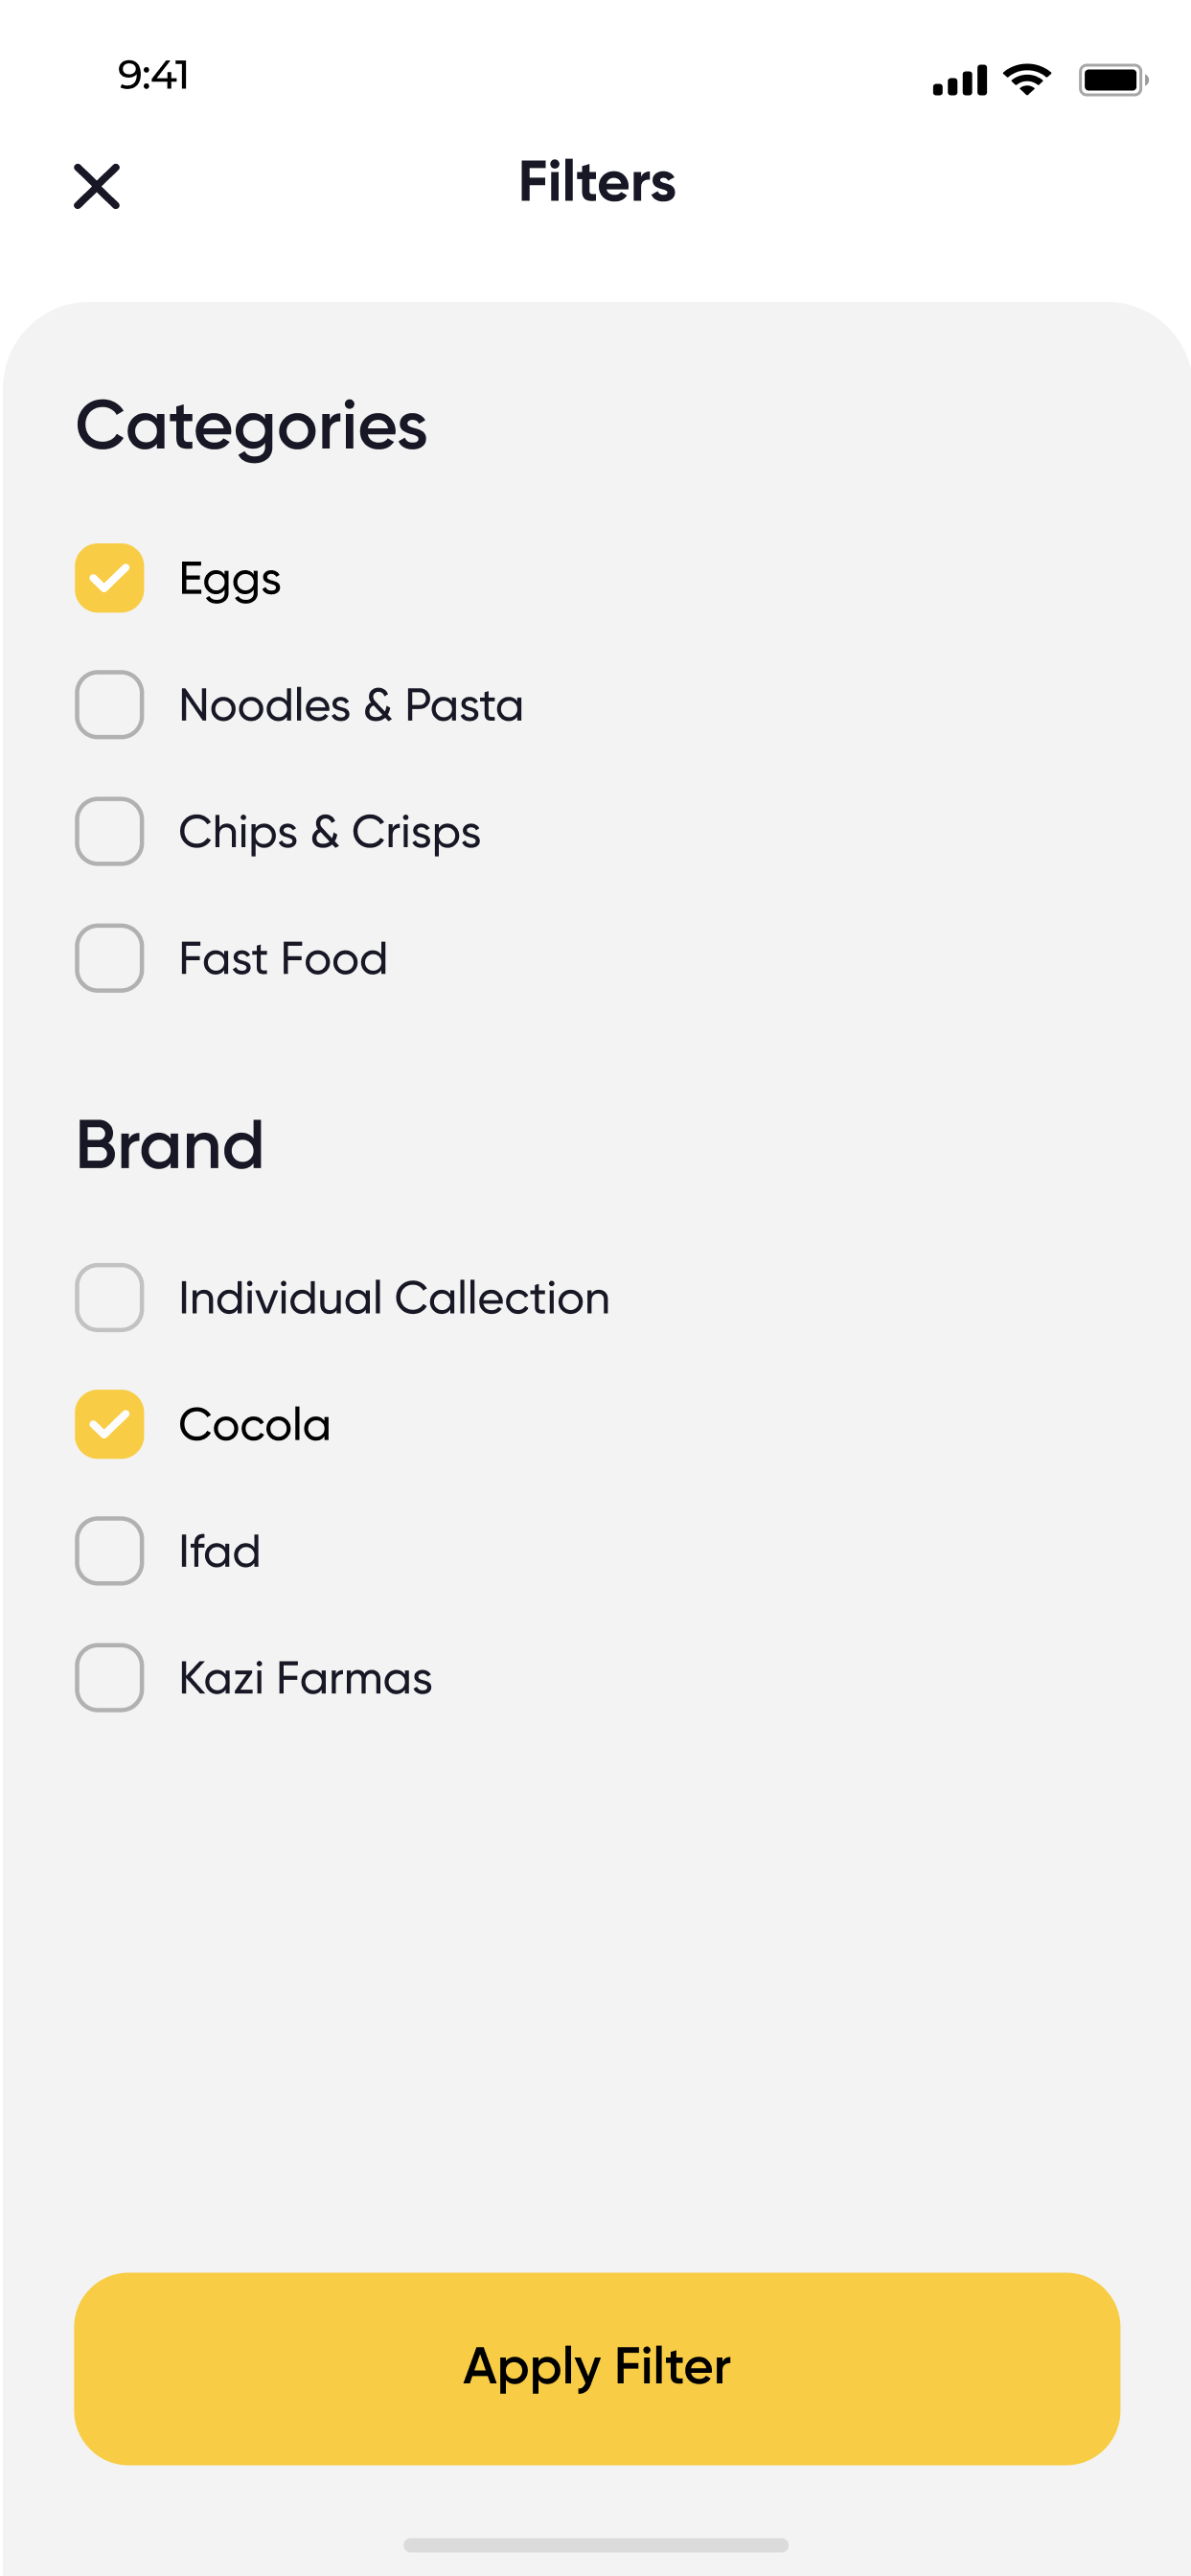 9:41
Filters
Categories
Eggs
Noodles & Pasta
Chips & Crisps
Fast Food
Brand
Individual Callection
Cocola
Ifad
Kazi Farmas
Apply Filter